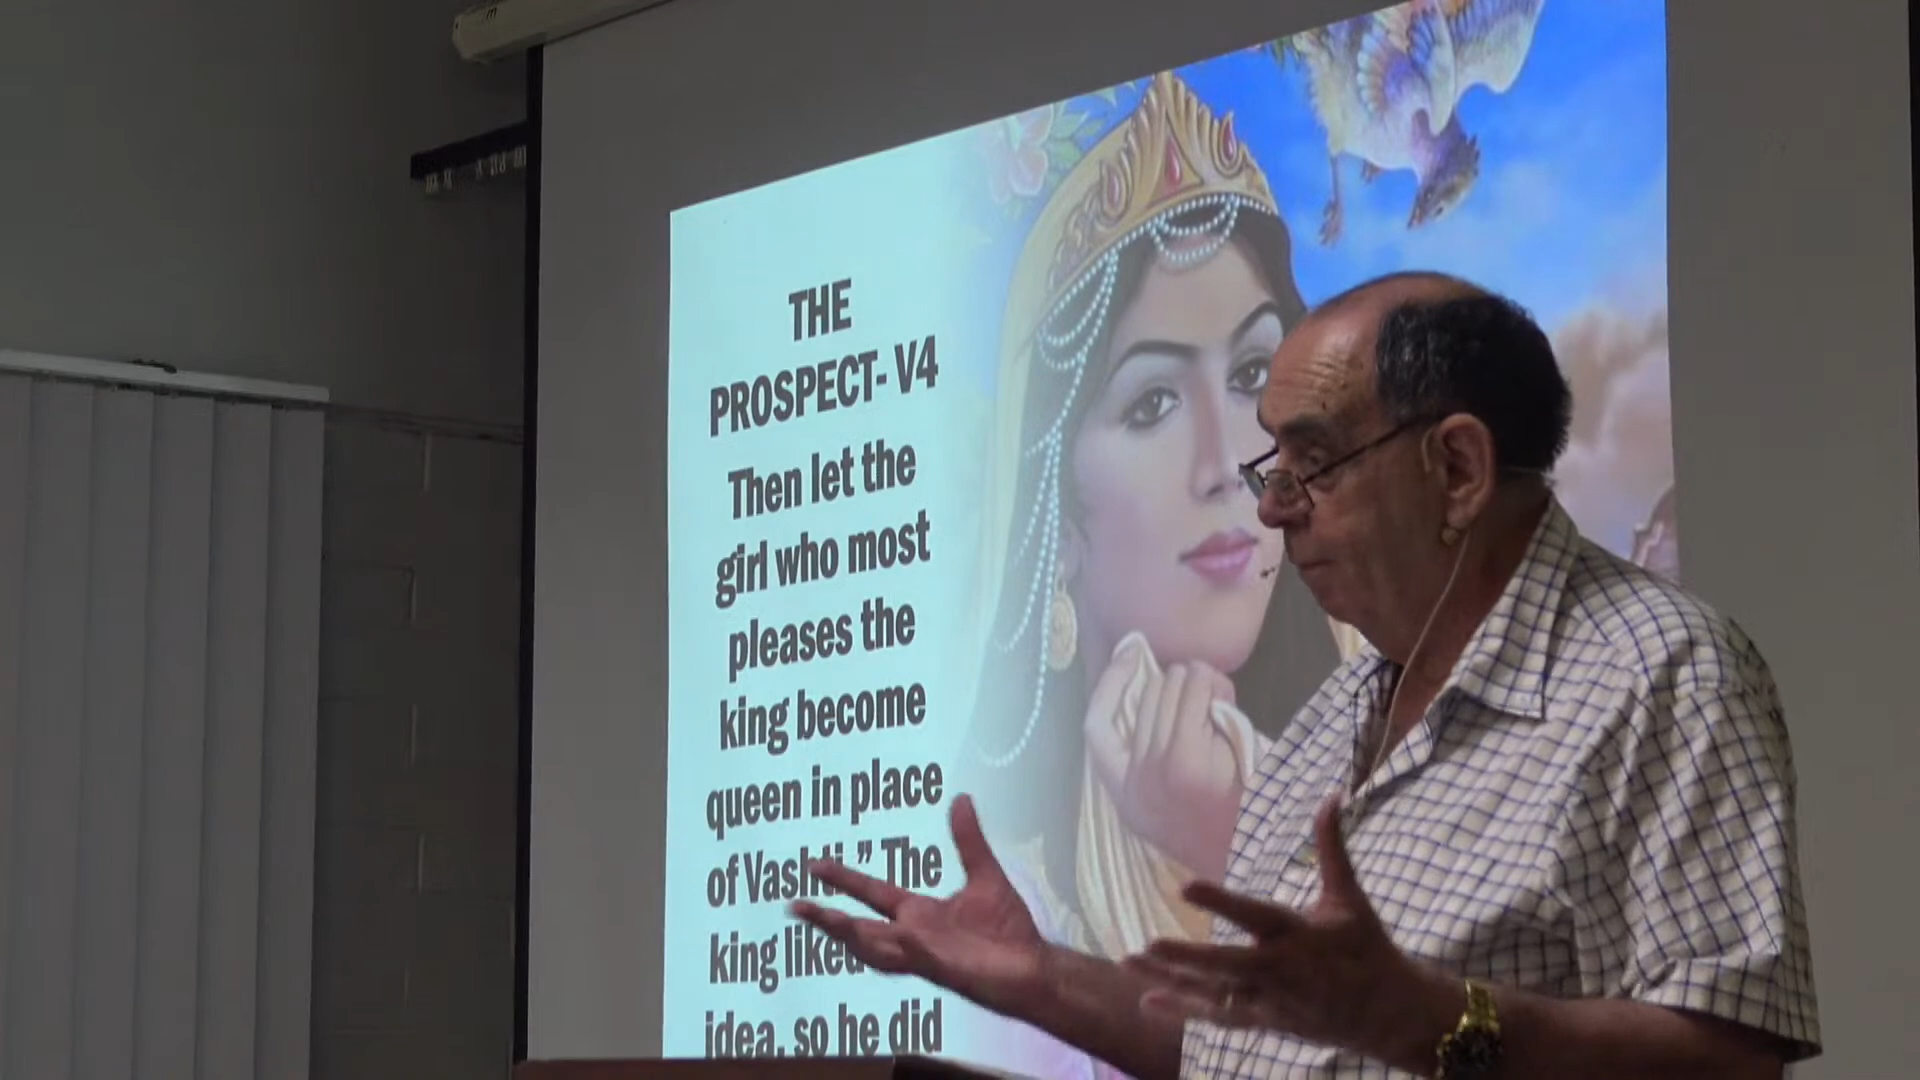 THE
PROSPECT- V4
Then let the
girl who most
pleases the
king become
queen in place
of Vashti.” The
king liked
idea, so he did